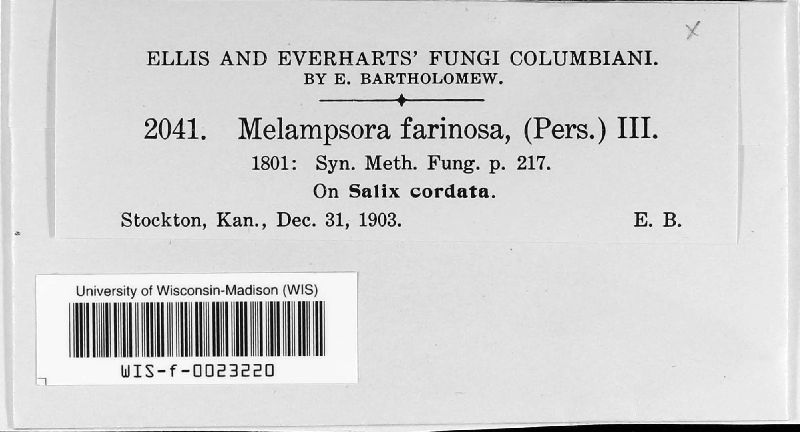 x
ELLIS AND EVERHARTS' FUNGI COLUMBIANI.
BY E. BARTHOLOMEW.
2041. Melampsora farinosa, (Pers.) III.
1801: Syn. Meth. Fung. p. 217.
On Salix cordata.
Stockton, Kan., Dec. 31, 1903. E. B.
University of Wisconsin-Madison (WIS)
WIS-f-0023220